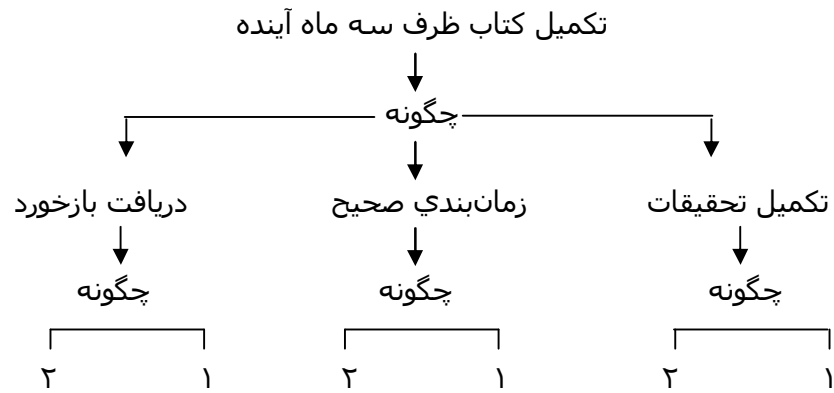 تکمیل کتاب ظرف سه ماه آینده
چگونه
تکمیل تحقیقات زمان‌بندي صحیح دریافت بازخورد
چگونه چگونه چگونه
۱ ۲ ۱ ۲ ۱ ۲